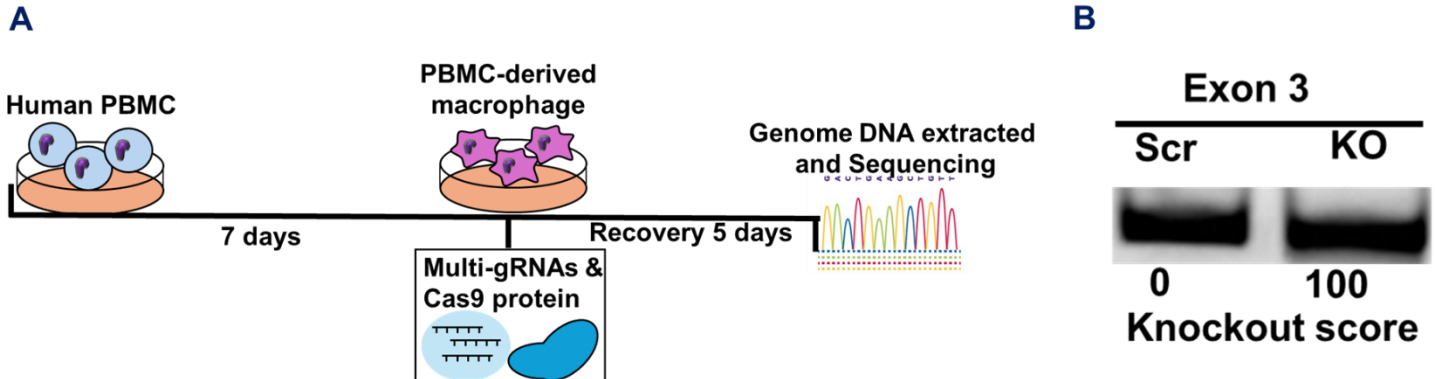 A
Human PBMC
PBMC-derived
macrophage
Genome DNA extracted
and Sequencing
G A C T G A A G C T G T T
7 days
Recovery 5 days
Multi-gRNAs &
Cas9 protein
B
Exon 3
Scr KO
0 100
Knockout score